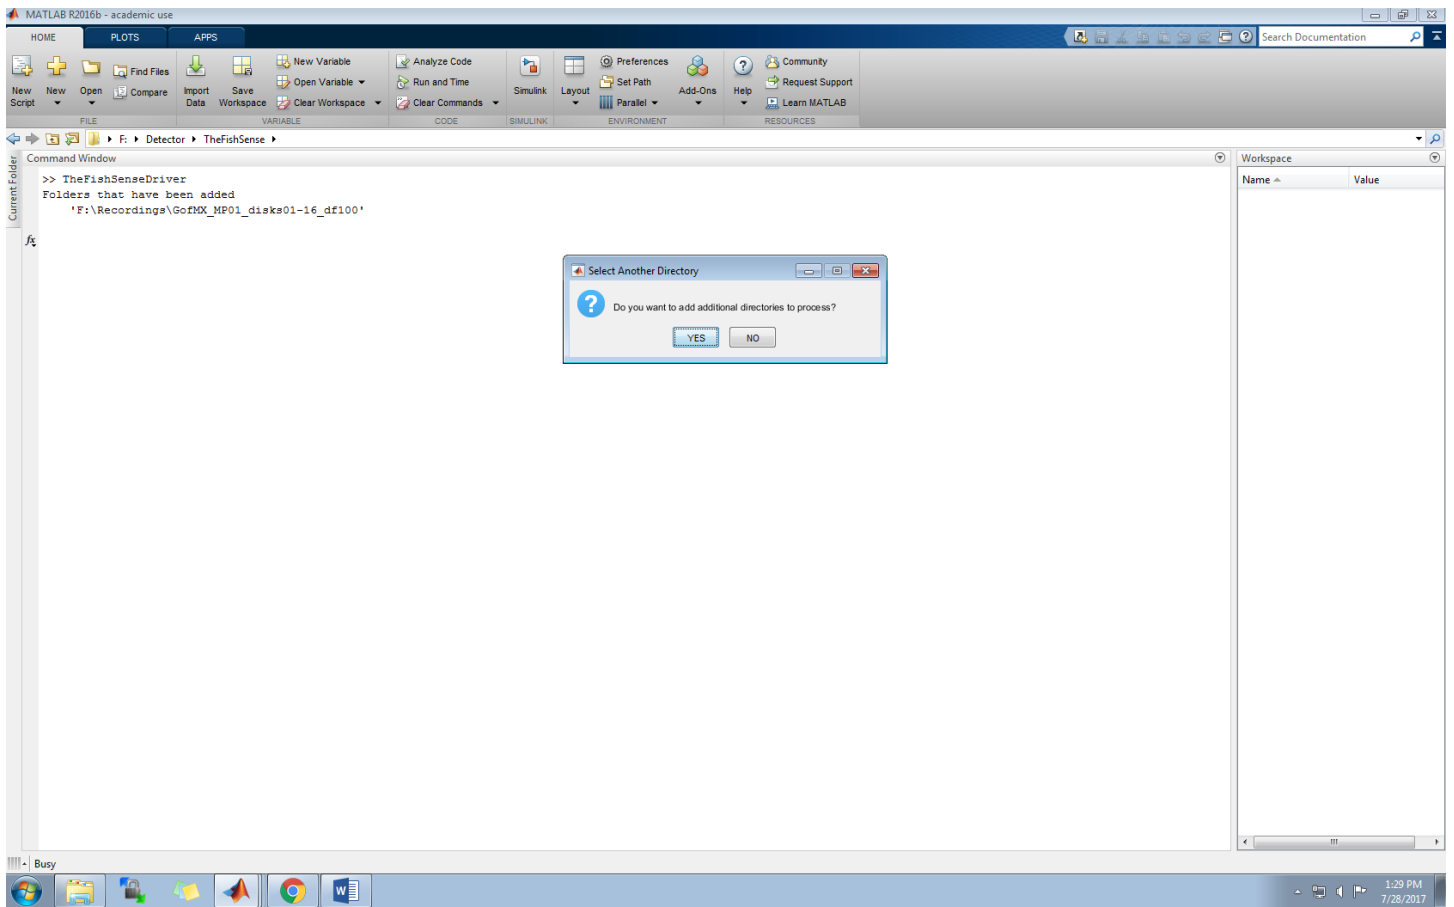 MATLAB R2016b - academic use
HOME PLOTS APPS
Search Documentation
New Script
New
Open
Find Files
Compare
FILE
Import Data
Save Workspace
New Variable
Open Variable
Clear Workspace
VARIABLE
Analyze Code
Run and Time
Clear Commands
CODE
Simulink
SIMULINK
Layout
Preferences
Set Path
Parallel
Add-Ons
ENVIRONMENT
Help
Community
Request Support
Learn MATLAB
RESOURCES
F: Detector TheFishSense
Current Folder
Command Window
>> TheFishSenseDriver
Folders that have been added
'F:\Recordings\GofMX_MP01_disks01-16_df100'
fx
Select Another Directory
Do you want to add additional directories to process?
YES NO
Workspace
Name Value
Busy
1:29 PM
7/28/2017